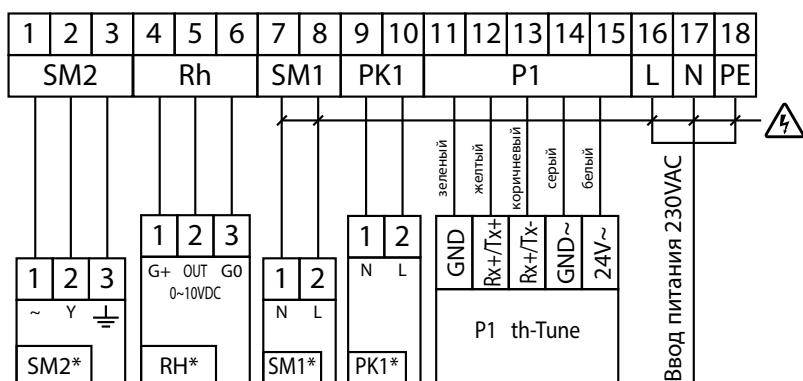 1 2 3 4 5 6 7 8 9 10 11 12 13 14 15 16 17 18
SM2 Rh SM1 PK1 P1 L N PE
зеленый
желтый
коричневый
серый
белый
Ввод питания 230VAC
1 2 3
~ Y
SM2*
1 2 3
G+ OUT G0
0~10VDC
RH*
1 2
N L
SM1*
1 2
N L
PK1*
GND
Rx+/Tx+
Rx+/Tx-
GND~
24V~
P1 th-Tune